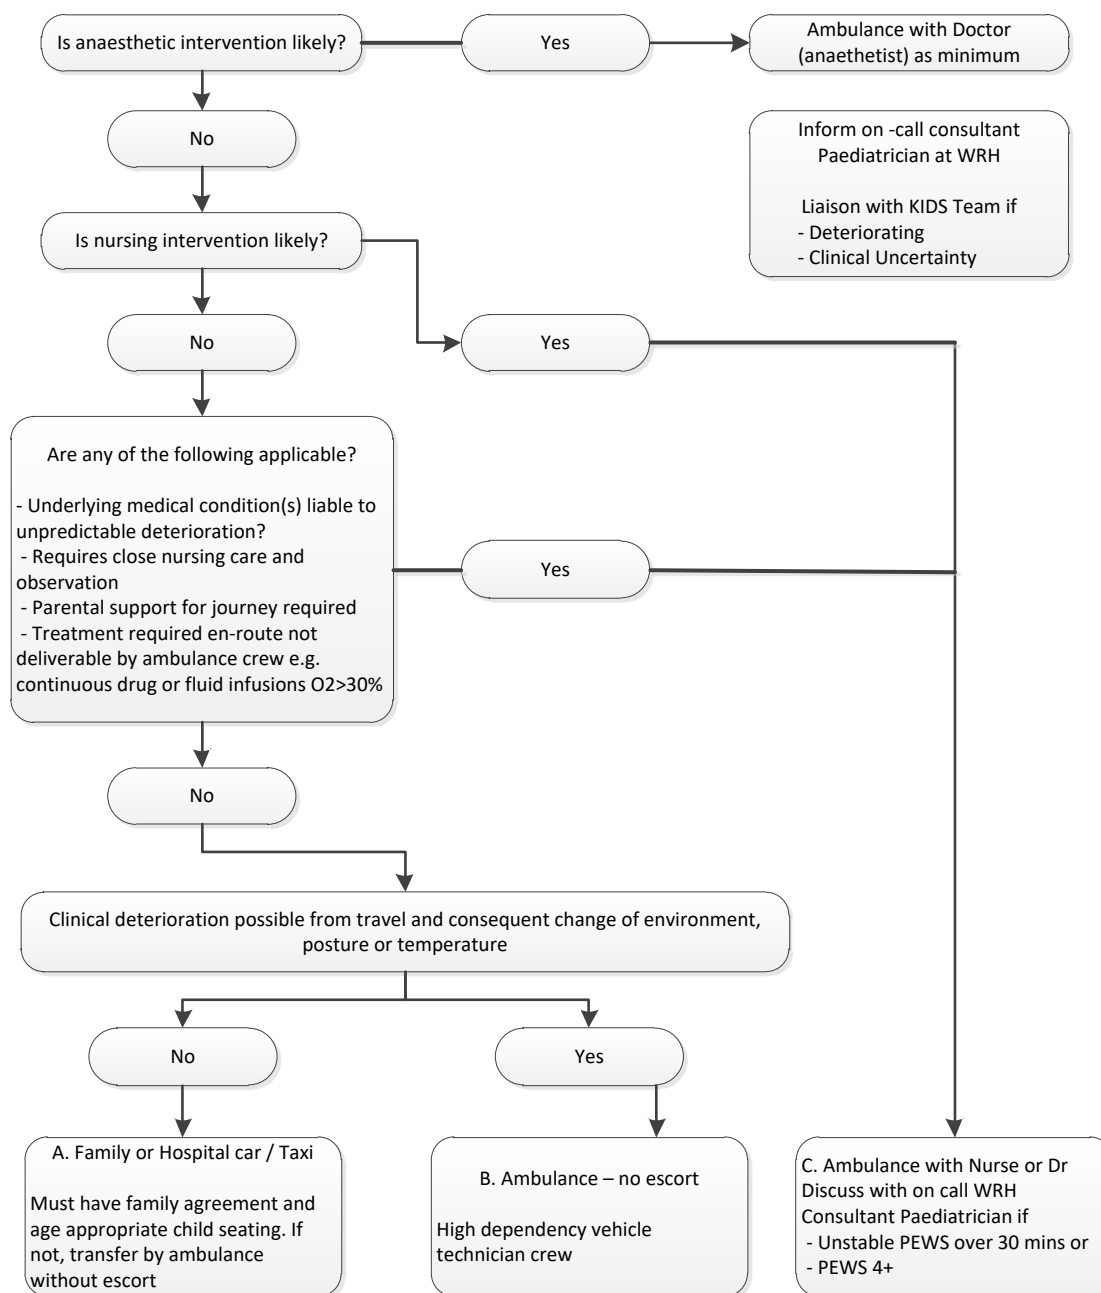 Is anaesthetic intervention likely?
Yes
Ambulance with Doctor
(anaethetist) as minimum
No
Inform on -call consultant
Paediatrician at WRH
Liaison with KIDS Team if
- Deteriorating
- Clinical Uncertainty
Is nursing intervention likely?
No
Yes
Are any of the following applicable?
- Underlying medical condition(s) liable to
unpredictable deterioration?
- Requires close nursing care and
observation
- Parental support for journey required
- Treatment required en-route not
deliverable by ambulance crew e.g.
continuous drug or fluid infusions O2>30%
Yes
No
Clinical deterioration possible from travel and consequent change of environment,
posture or temperature
No
Yes
A. Family or Hospital car / Taxi
Must have family agreement and
age appropriate child seating. If
not, transfer by ambulance
without escort
B. Ambulance – no escort
High dependency vehicle
technician crew
C. Ambulance with Nurse or Dr
Discuss with on call WRH
Consultant Paediatrician if
- Unstable PEWS over 30 mins or
- PEWS 4+